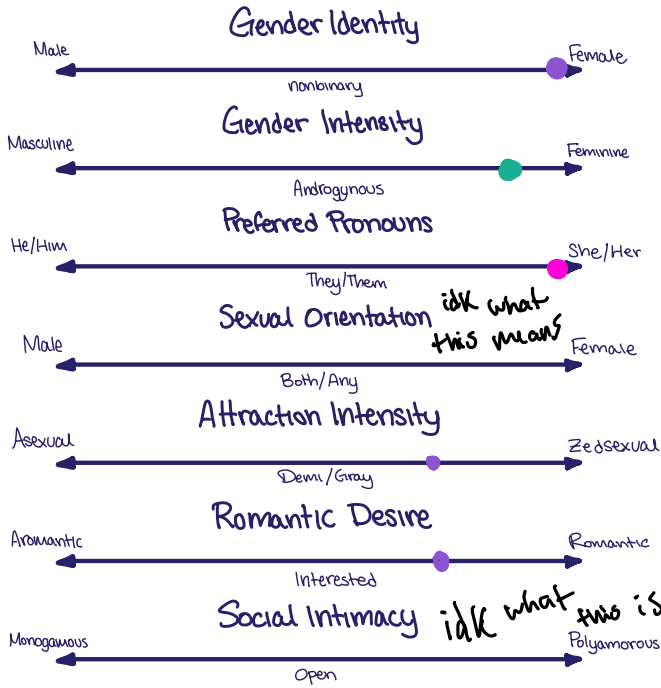 Gender Identity
Male
Female
nonbinary
Gender Intensity
Masculine
Feminine
Androgynous
Preferred Pronouns
He/Him
She/Her
They/Them
Sexual Orientation
idk what
this means
Male
Female
Both/Any
Attraction Intensity
Asexual
Zedsexual
Demi/Gray
Romantic Desire
Aromantic
Romantic
Interested
Social Intimacy
idk what this is
Monogamous
Polyamorous
Open